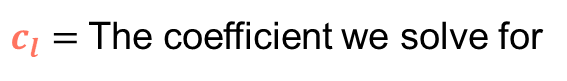 c_l = The coefficient we solve for